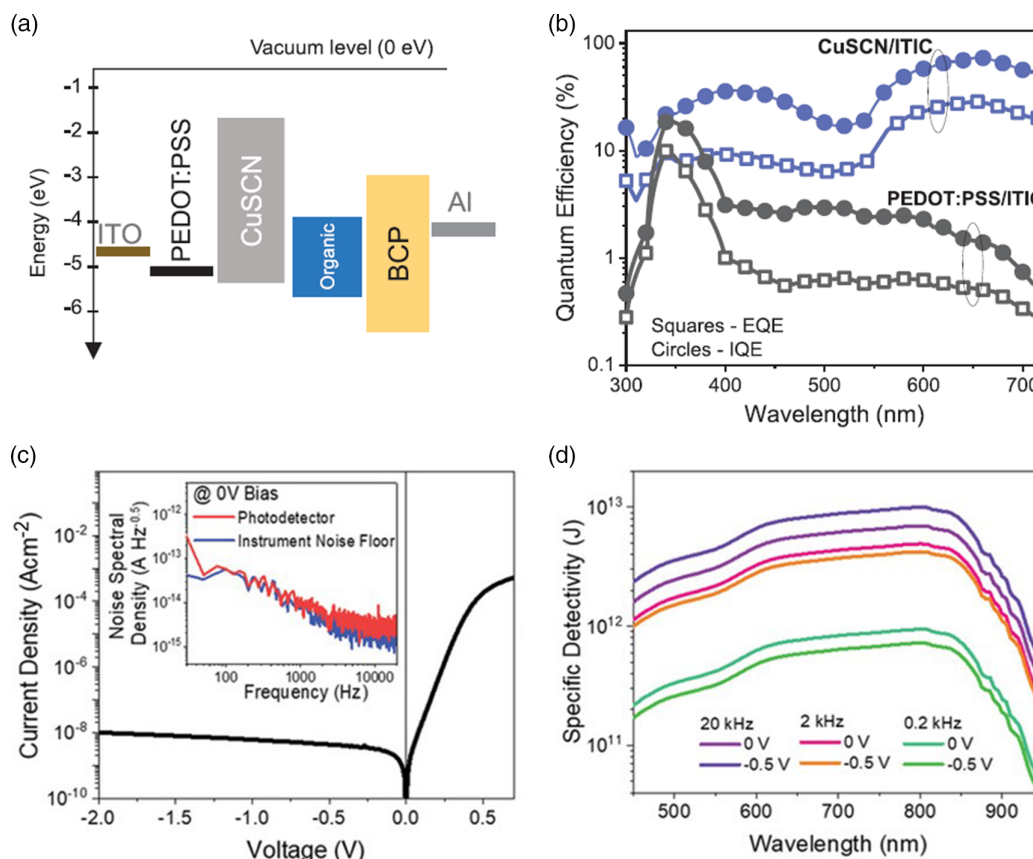 (a)
Vacuum level (0 eV)
Energy (eV)
-1
-2
-3
-4
-5
-6
ITO
PEDOT:PSS
CuSCN
Organic
BCP
Al
(b)
Quantum Efficiency (%)
100
10
1
0.1
CuSCN/ITIC
PEDOT:PSS/ITIC
Squares - EQE
Circles - IQE
300 400 500 600 700
Wavelength (nm)
(c)
Current Density (Acm⁻²)
10⁻²
10⁻⁴
10⁻⁶
10⁻⁸
10⁻¹⁰
-2.0 -1.5 -1.0 -0.5 0.0 0.5
Voltage (V)
Noise Spectral
Density (A Hz⁻⁰·⁵)
10⁻¹²
10⁻¹³
10⁻¹⁴
10⁻¹⁵
@ 0V Bias
Photodetector
Instrument Noise Floor
100 1000 10000
Frequency (Hz)
(d)
Specific Detectivity (J)
10¹³
10¹²
10¹¹
20 kHz 2 kHz 0.2 kHz
0 V 0 V 0 V
-0.5 V -0.5 V -0.5 V
500 600 700 800 900
Wavelength (nm)